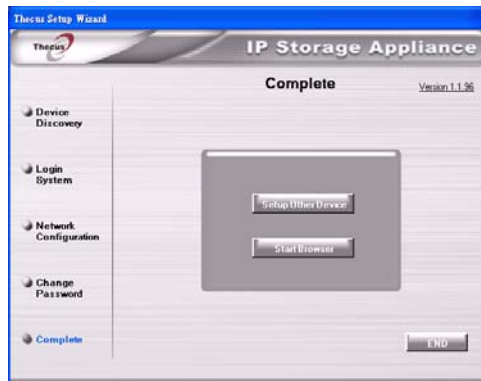 Thecus Setup Wizard
Thecus
IP Storage Appliance
Complete
Version 1.1.96
Device
Discovery
Login
System
Network
Configuration
Change
Password
Complete
Setup Other Device
Start Browser
END